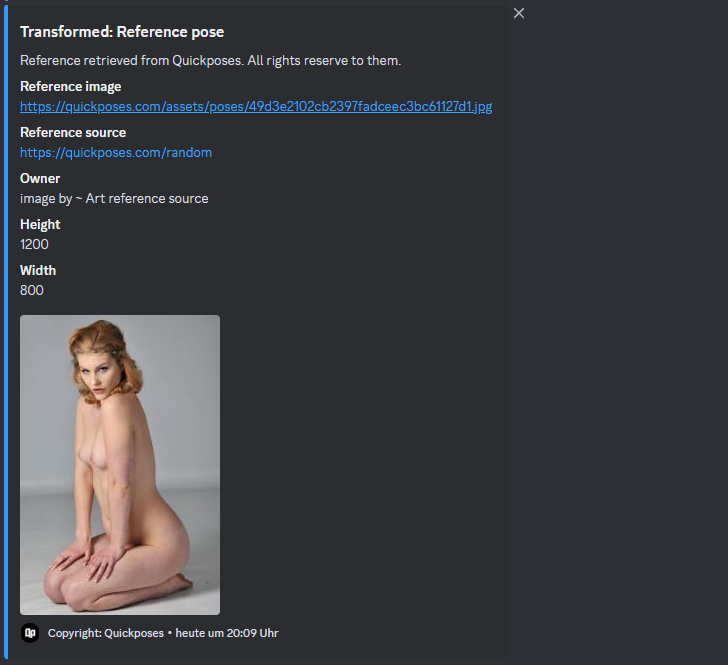 Transformed: Reference pose
Reference retrieved from Quickposes. All rights reserve to them.
Reference image
https://quickposes.com/assets/poses/49d3e2102cb2397fadceec3bc61127d1.jpg
Reference source
https://quickposes.com/random
Owner
image by ~ Art reference source
Height
1200
Width
800
Copyright: Quickposes • heute um 20:09 Uhr